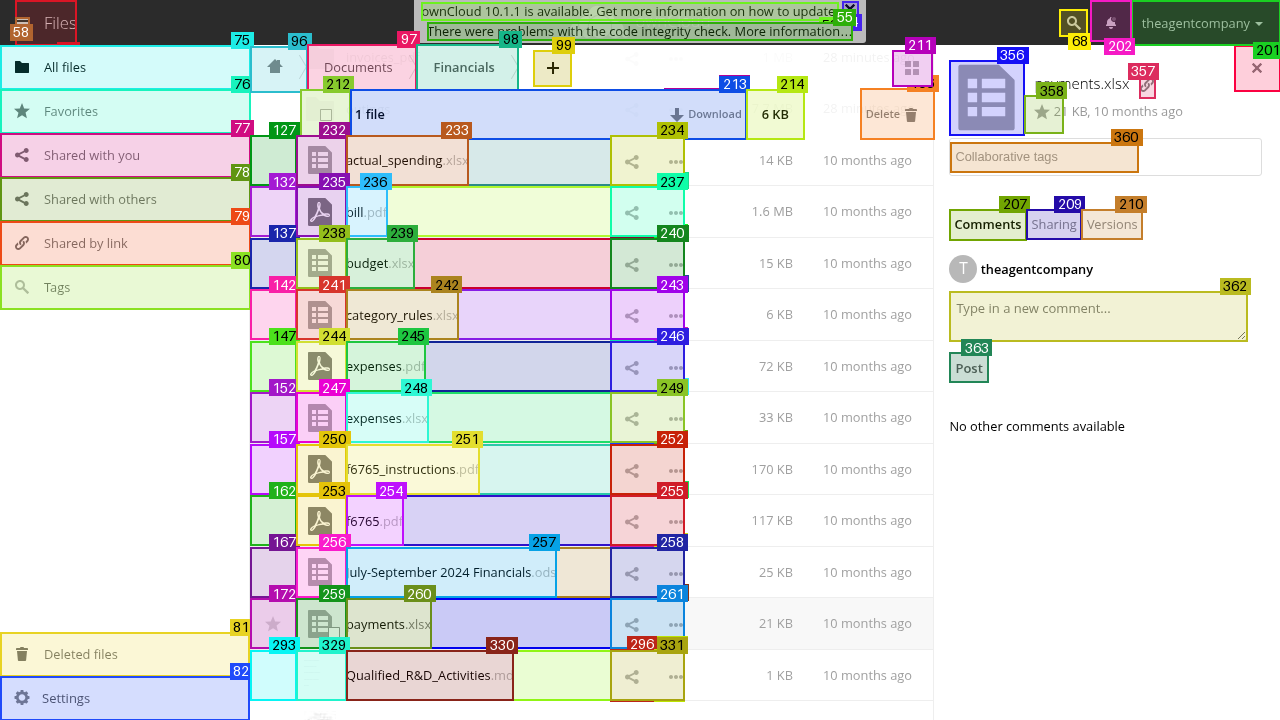 Files
ownCloud 10.1.1 is available. Get more information on how to update
There were problems with the code integrity check. More information...
theagentcompany
58
55
68
202
201
75
96
97
98
99
211
356
357
All files
Documents
Financials
+
payments.xlsx
76
212
213
214
358
Favorites
1 file
Download
6 KB
Delete
21 KB, 10 months ago
77
127
232
233
234
360
Shared with you
actual_spending.xlsx
14 KB
10 months ago
Collaborative tags
78
132
235
236
237
Shared with others
bill.pdf
1.6 MB
10 months ago
207
209
210
Comments
Sharing
Versions
79
137
238
239
240
Shared by link
budget.xlsx
15 KB
10 months ago
T
theagentcompany
80
142
241
242
243
362
Tags
category_rules.xlsx
6 KB
10 months ago
Type in a new comment...
147
244
245
246
363
expenses.pdf
72 KB
10 months ago
Post
152
247
248
249
expenses.xlsx
33 KB
10 months ago
No other comments available
157
250
251
252
f6765_instructions.pdf
170 KB
10 months ago
162
253
254
255
f6765.pdf
117 KB
10 months ago
167
256
257
258
July-September 2024 Financials.ods
25 KB
10 months ago
172
259
260
261
payments.xlsx
21 KB
10 months ago
81
293
329
330
296
331
Deleted files
Qualified_R&D_Activities.md
1 KB
10 months ago
82
Settings